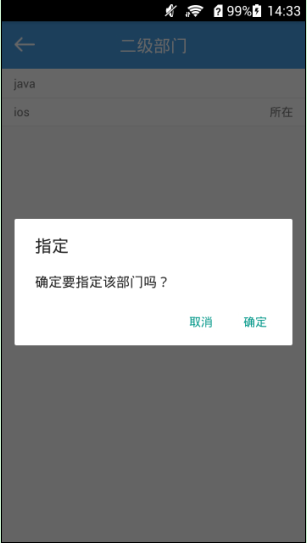 99% 14:33
二级部门
java
ios 所在
指定
确定要指定该部门吗？
取消 确定